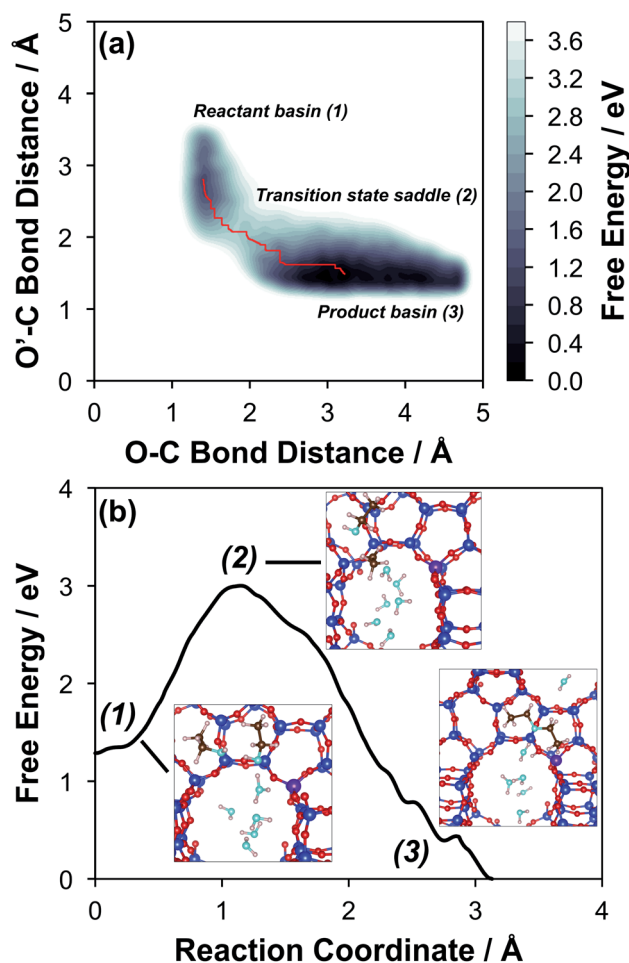 (a)
Reactant basin (1)
Transition state saddle (2)
Product basin (3)
O'-C Bond Distance / Å
5
4
3
2
1
0
0 1 2 3 4 5
O-C Bond Distance / Å
3.6
3.2
2.8
2.4
2.0
1.6
1.2
0.8
0.4
0.0
Free Energy / eV
(b)
(2)
(1)
(3)
Free Energy / eV
4
3
2
1
0
0 1 2 3 4
Reaction Coordinate / Å